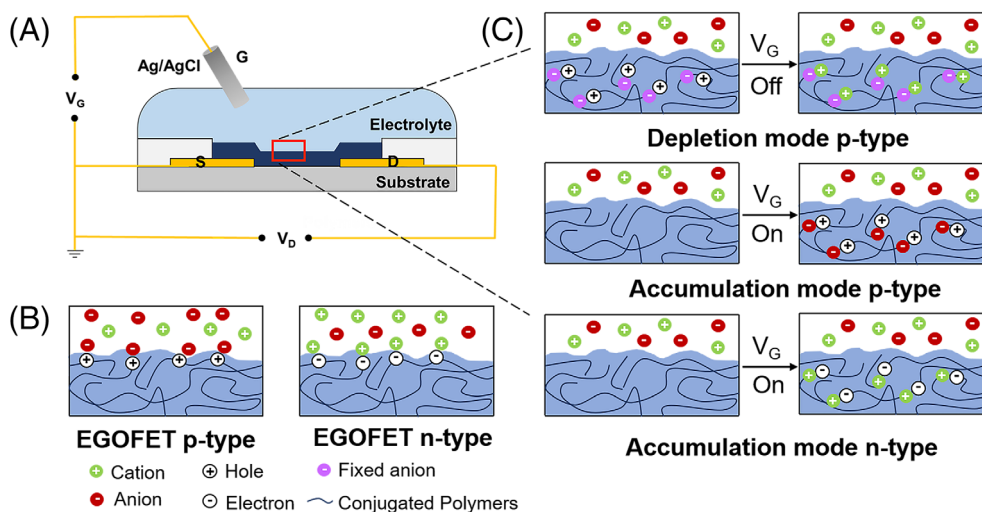 (A)
Ag/AgCl
G
V_G
Electrolyte
S
D
Substrate
V_D
(B)
EGOFET p-type
EGOFET n-type
Cation
Hole
Fixed anion
Anion
Electron
Conjugated Polymers
(C)
V_G
Off
Depletion mode p-type
V_G
On
Accumulation mode p-type
V_G
On
Accumulation mode n-type